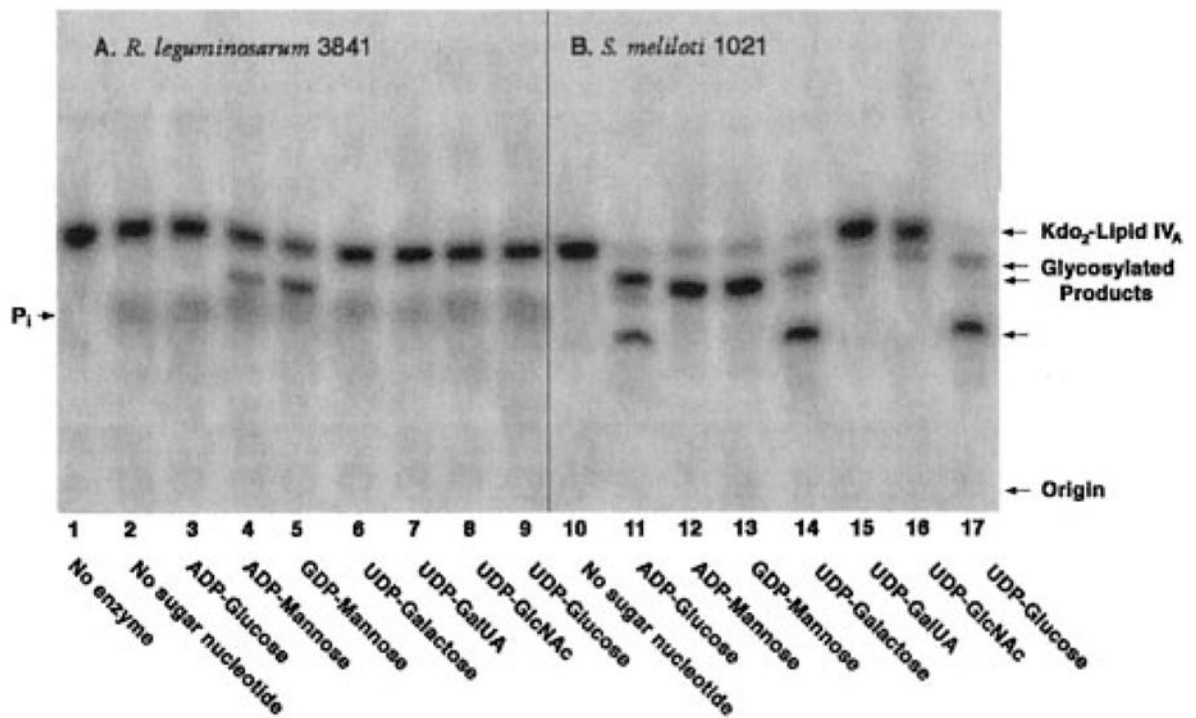 A. R. leguminosarum 3841
B. S. meliloti 1021
Kdo₂-Lipid IVA
Glycosylated
Products
Pi
Origin
1 2 3 4 5 6 7 8 9 10 11 12 13 14 15 16 17
No enzyme
No sugar nucleotide
ADP-Glucose
ADP-Mannose
GDP-Mannose
UDP-Galactose
UDP-GalUA
UDP-GlcNAc
UDP-Glucose
No sugar nucleotide
ADP-Glucose
ADP-Mannose
GDP-Mannose
UDP-Galactose
UDP-GalUA
UDP-GlcNAc
UDP-Glucose